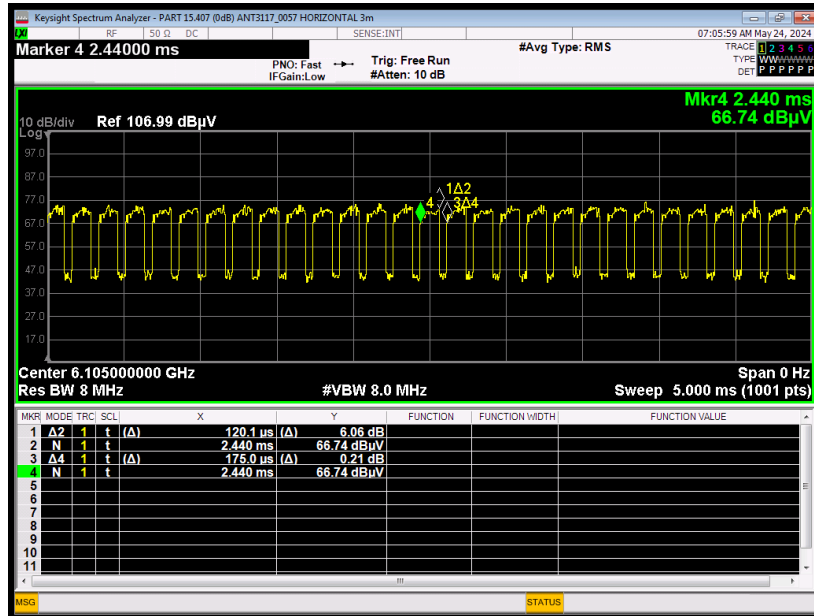 Keysight Spectrum Analyzer - PART 15.407 (0dB) ANT3117_0057 HORIZONTAL 3m
LXI RF 50 Ω DC SENSE:INT 07:05:59 AM May 24, 2024
Marker 4 2.44000 ms #Avg Type: RMS TRACE 1 2 3 4 5 6
PNO: Fast Trig: Free Run TYPE WWWWWW
IFGain:Low #Atten: 10 dB DET P P P P P P
Mkr4 2.440 ms
10 dB/div Ref 106.99 dBµV 66.74 dBµV
Log
97.0
87.0
77.0 1Δ2
4 3Δ4
67.0
57.0
47.0
37.0
27.0
17.0
Center 6.105000000 GHz Span 0 Hz
Res BW 8 MHz #VBW 8.0 MHz Sweep 5.000 ms (1001 pts)
MKR MODE TRC SCL X Y FUNCTION FUNCTION WIDTH FUNCTION VALUE
1 Δ2 1 t (Δ) 120.1 µs (Δ) 6.06 dB
2 N 1 t 2.440 ms 66.74 dBµV
3 Δ4 1 t (Δ) 175.0 µs (Δ) 0.21 dB
4 N 1 t 2.440 ms 66.74 dBµV
5
6
7
8
9
10
11
MSG STATUS